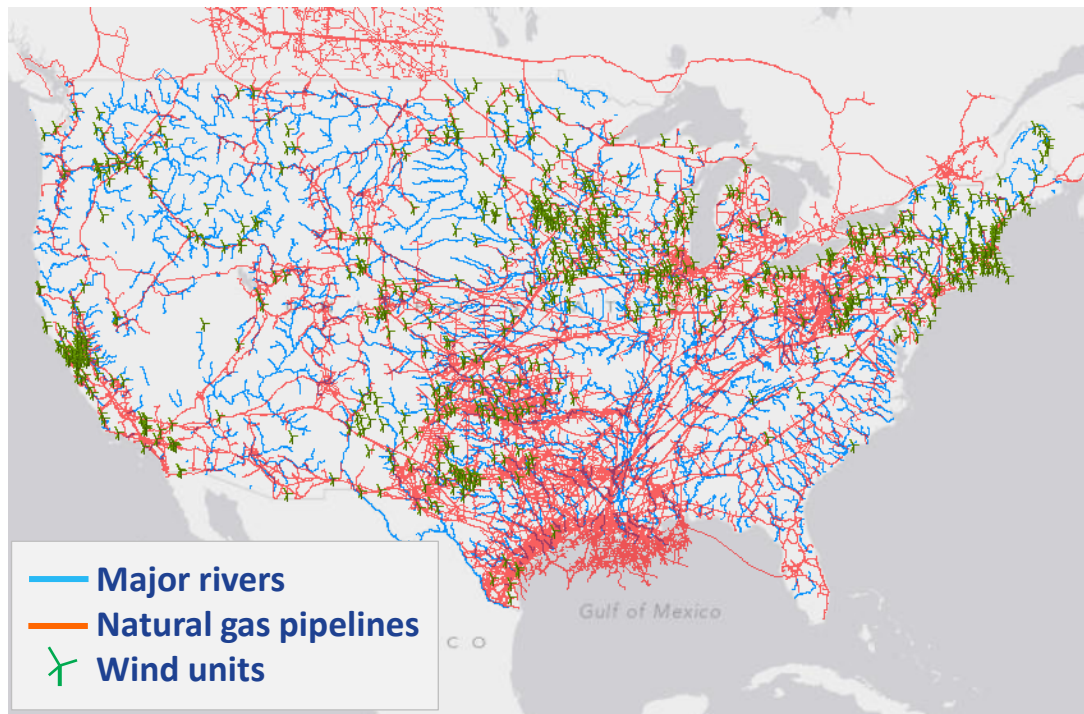 Gulf of Mexico
C O
Major rivers
Natural gas pipelines
Wind units